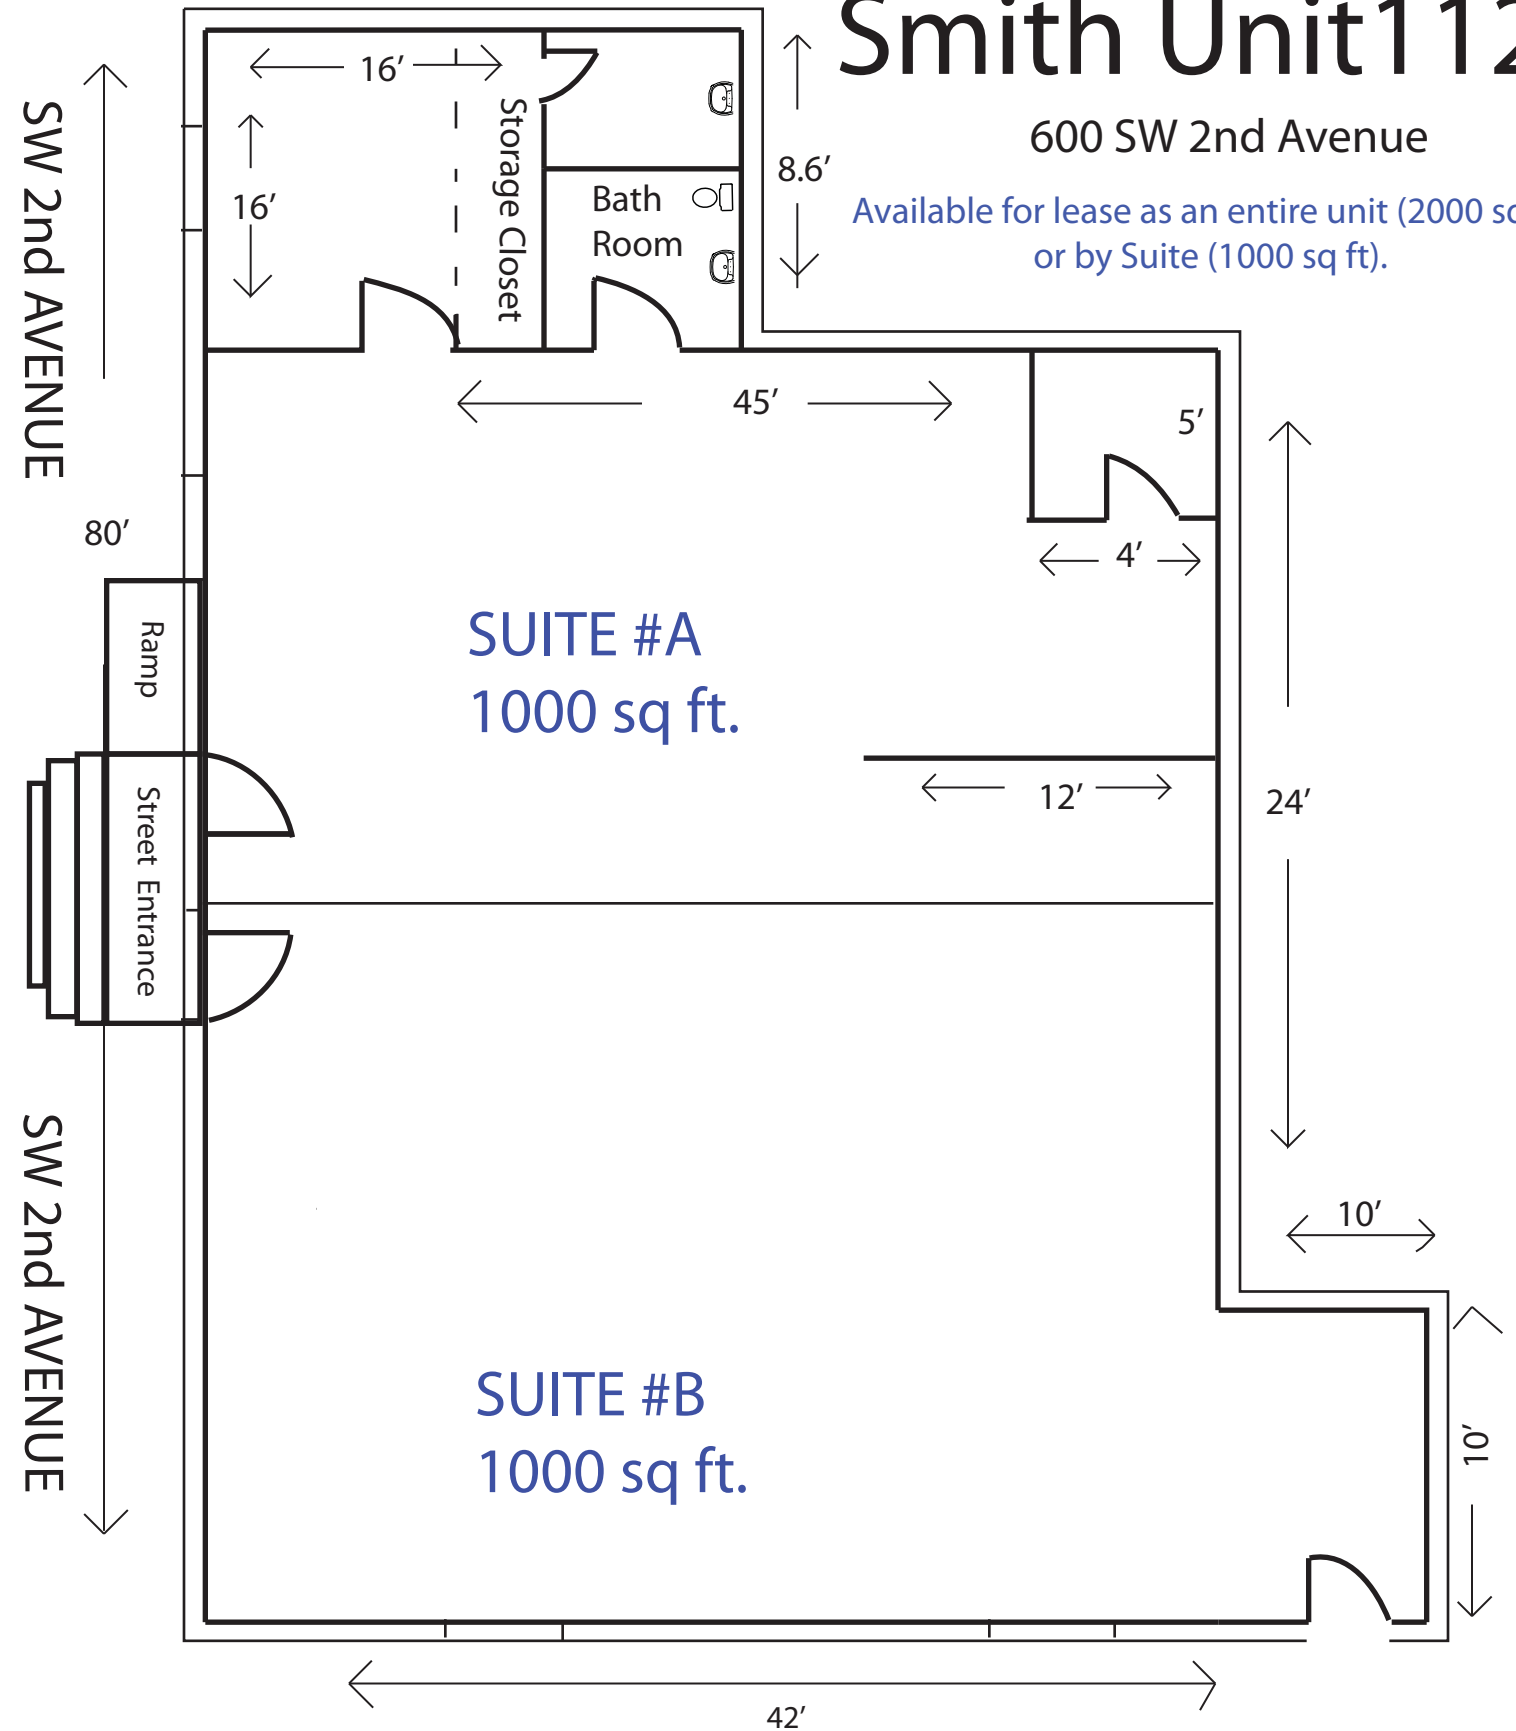 Smith Unit112
600 SW 2nd Avenue
Available for lease as an entire unit (2000 sq
or by Suite (1000 sq ft).
16’
16’
Storage Closet
Bath
Room
8.6’
SW 2nd AVENUE
45’
5’
4’
80’
Ramp
SUITE #A
1000 sq ft.
12’
24’
Street Entrance
SW 2nd AVENUE
10’
SUITE #B
1000 sq ft.
10’
42’